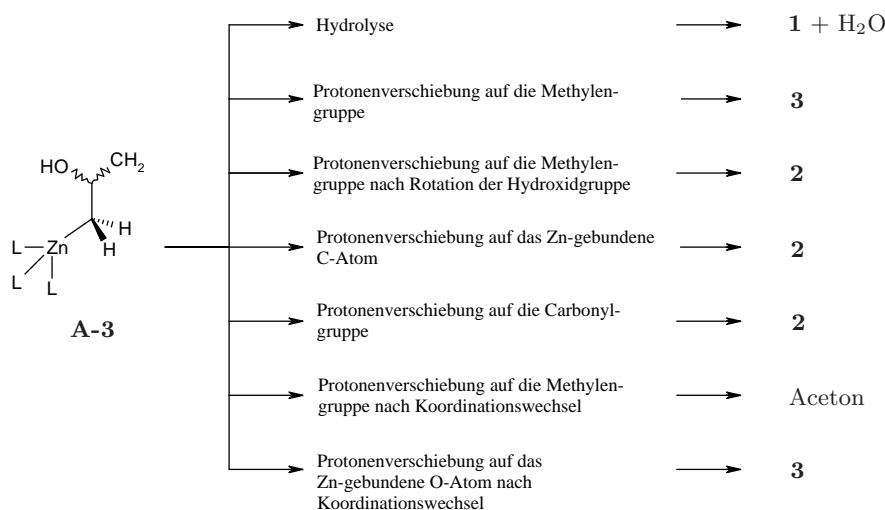 Hydrolyse
1 + H₂O
Protonenverschiebung auf die Methylen-
gruppe
3
Protonenverschiebung auf die Methylen-
gruppe nach Rotation der Hydroxidgruppe
2
Protonenverschiebung auf das Zn-gebundene
C-Atom
2
Protonenverschiebung auf die Carbonyl-
gruppe
2
Protonenverschiebung auf die Methylen-
gruppe nach Koordinationswechsel
Aceton
Protonenverschiebung auf das
Zn-gebundene O-Atom nach
Koordinationswechsel
3
HO
CH₂
H
H
L
Zn
L
L
A-3